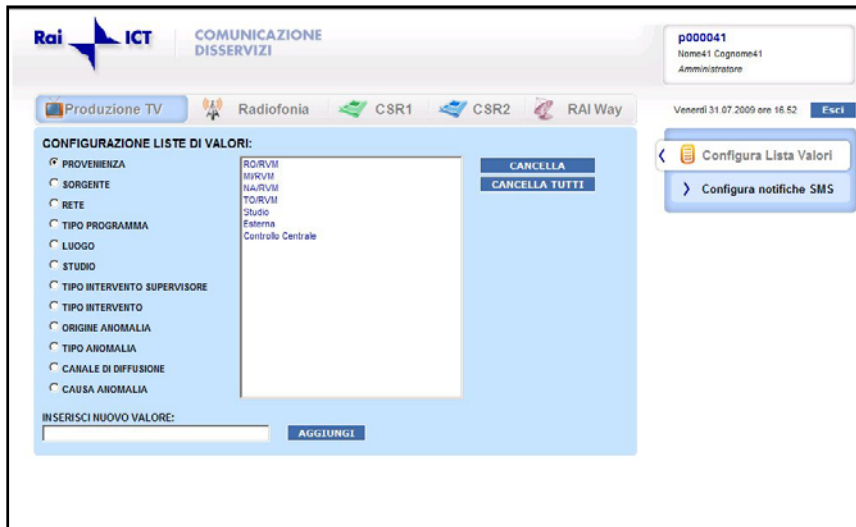 Rai ICT
COMUNICAZIONE
DISSERVIZI
p000041
Nome41 Cognome41
Amministratore
Produzione TV
Radiofonia
CSR1
CSR2
RAI Way
Venerdì 31.07.2009 ore 16.52
Esci
CONFIGURAZIONE LISTE DI VALORI:
PROVENIENZA
SORGENTE
RETE
TIPO PROGRAMMA
LUOGO
STUDIO
TIPO INTERVENTO SUPERVISORE
TIPO INTERVENTO
ORIGINE ANOMALIA
TIPO ANOMALIA
CANALE DI DIFFUSIONE
CAUSA ANOMALIA
RO/RVM
MI/RVM
NA/RVM
TO/RVM
Studio
Esterna
Controllo Centrale
CANCELLA
CANCELLA TUTTI
INSERISCI NUOVO VALORE:
AGGIUNGI
Configura Lista Valori
Configura notifiche SMS